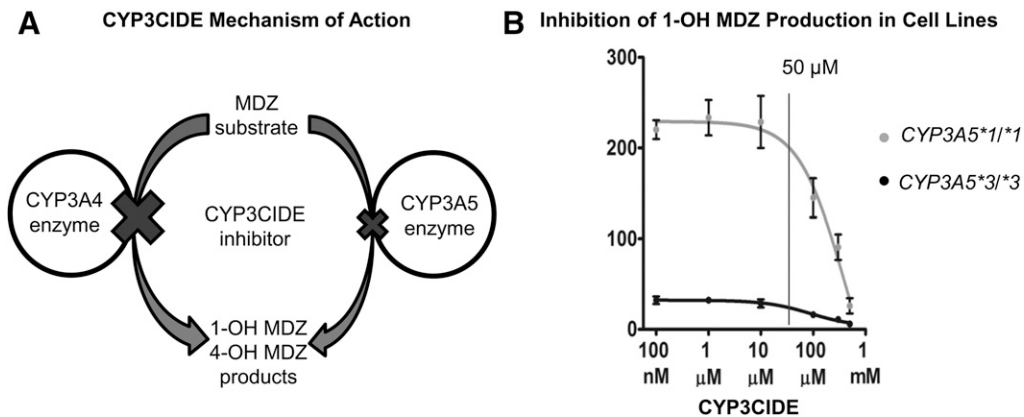 A
CYP3CIDE Mechanism of Action
MDZ
substrate
CYP3A4
enzyme
CYP3CIDE
inhibitor
CYP3A5
enzyme
1-OH MDZ
4-OH MDZ
products
B
Inhibition of 1-OH MDZ Production in Cell Lines
50 µM
300
200
100
0
100
nM
1
µM
10
µM
100
µM
1
mM
CYP3CIDE
CYP3A5*1/*1
CYP3A5*3/*3